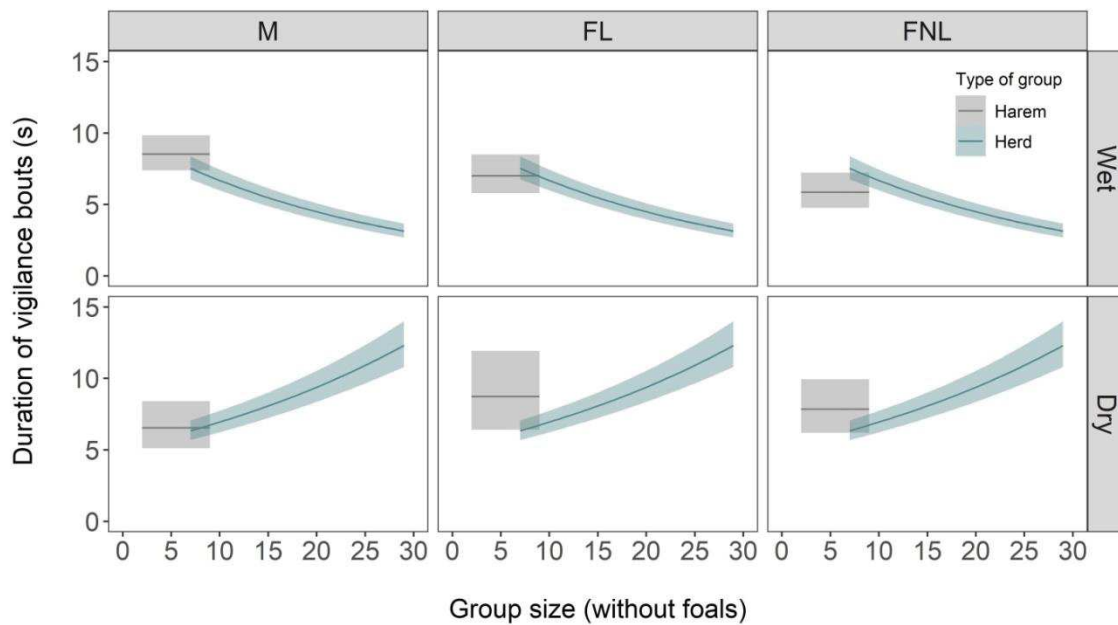 M
FL
FNL
Duration of vigilance bouts (s)
15
10
5
0
Type of group
Harem
Herd
Wet
15
10
5
0
Dry
0 5 10 15 20 25 30
0 5 10 15 20 25 30
0 5 10 15 20 25 30
Group size (without foals)